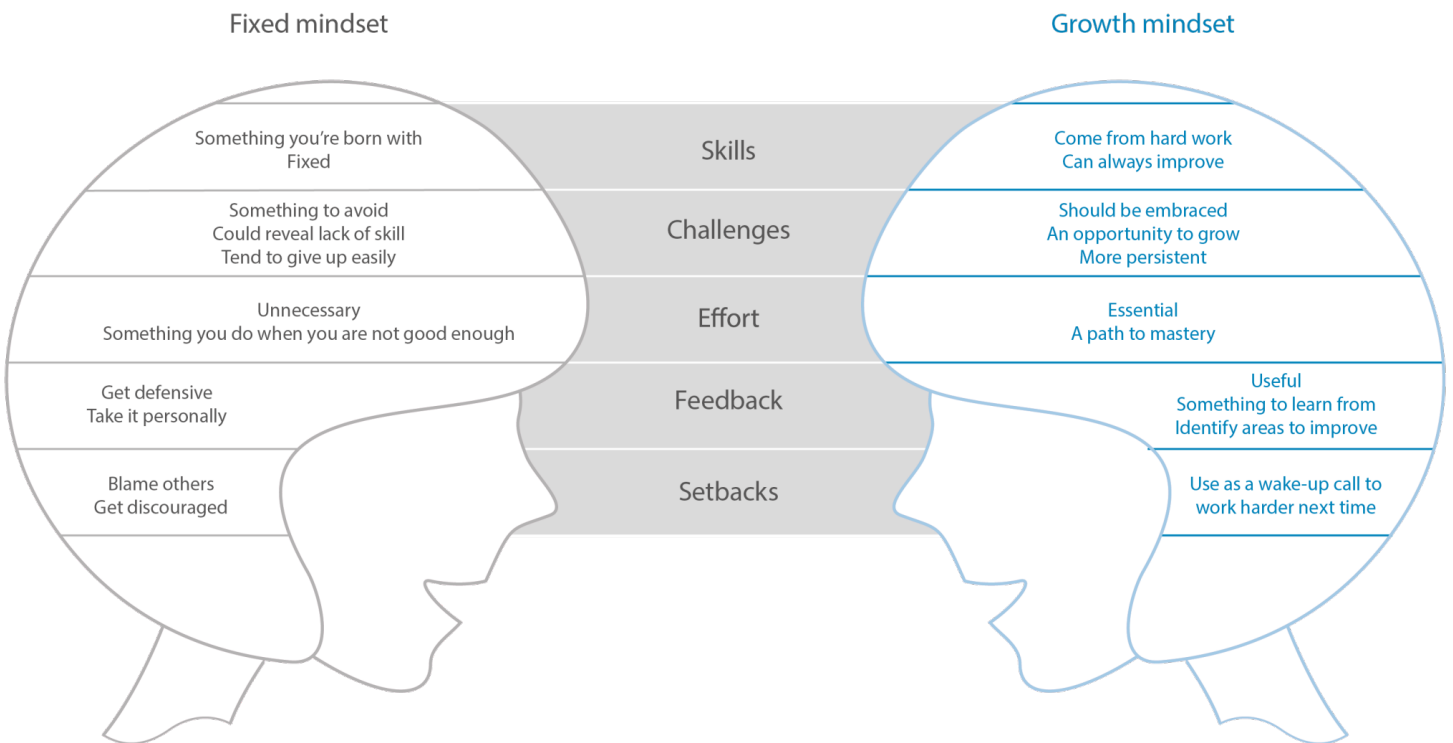 Fixed mindset
Growth mindset
Something you’re born with
Fixed
Skills
Come from hard work
Can always improve
Something to avoid
Could reveal lack of skill
Tend to give up easily
Challenges
Should be embraced
An opportunity to grow
More persistent
Unnecessary
Something you do when you are not good enough
Effort
Essential
A path to mastery
Get defensive
Take it personally
Feedback
Useful
Something to learn from
Identify areas to improve
Blame others
Get discouraged
Setbacks
Use as a wake-up call to
work harder next time